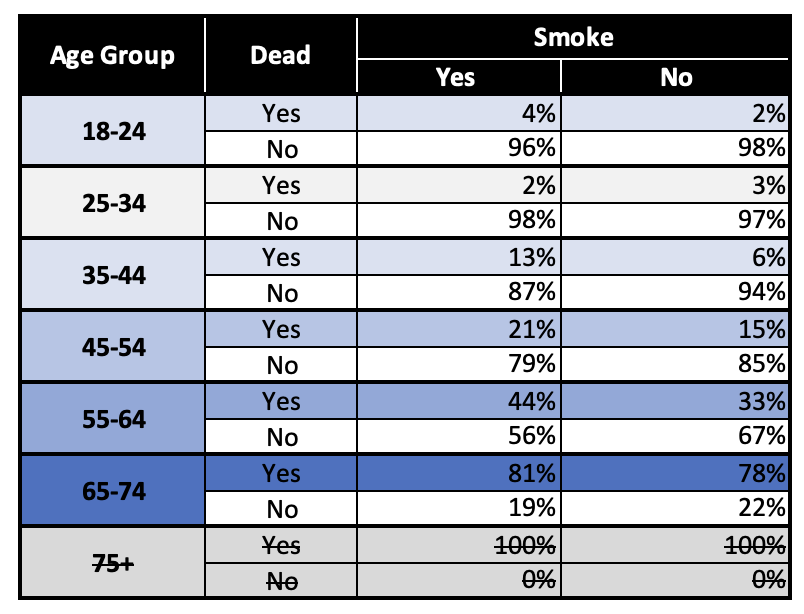 Age Group Dead Smoke
Yes No
18-24 Yes 4% 2%
No 96% 98%
25-34 Yes 2% 3%
No 98% 97%
35-44 Yes 13% 6%
No 87% 94%
45-54 Yes 21% 15%
No 79% 85%
55-64 Yes 44% 33%
No 56% 67%
65-74 Yes 81% 78%
No 19% 22%
75+ Yes 100% 100%
No 0% 0%